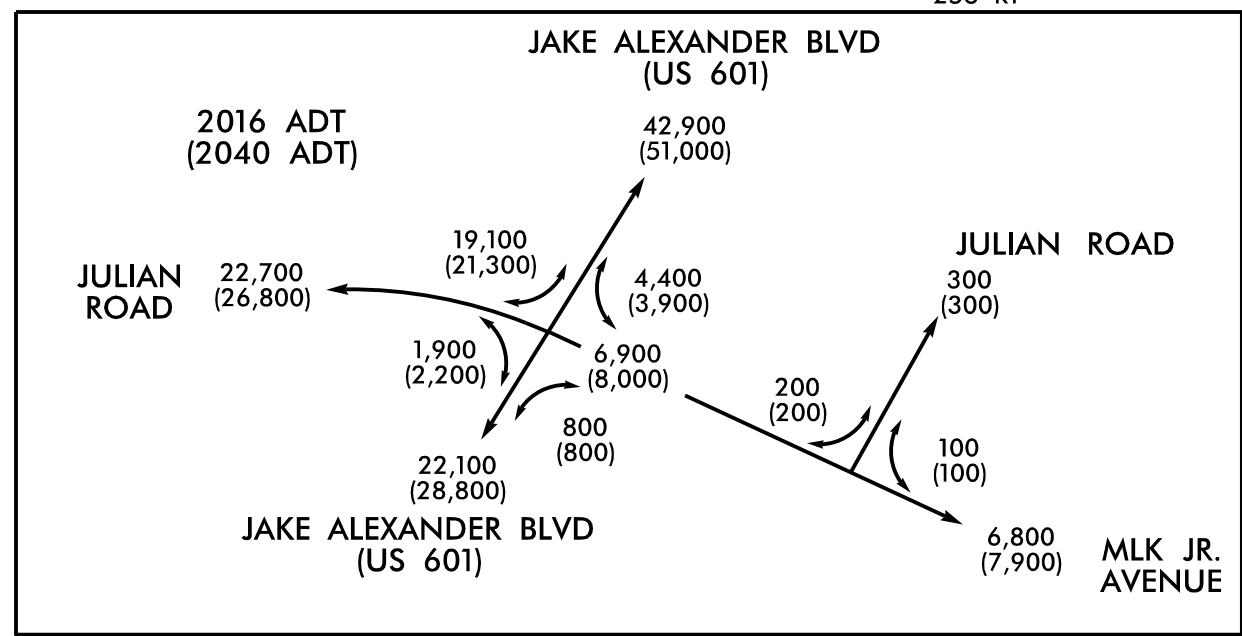 JAKE ALEXANDER BLVD
(US 601)
2016 ADT
(2040 ADT)
42,900
(51,000)
19,100
(21,300)
JULIAN ROAD
JULIAN
ROAD
22,700
(26,800)
4,400
(3,900)
300
(300)
1,900
(2,200)
6,900
(8,000)
200
(200)
800
(800)
100
(100)
22,100
(28,800)
JAKE ALEXANDER BLVD
(US 601)
6,800
(7,900)
MLK JR.
AVENUE